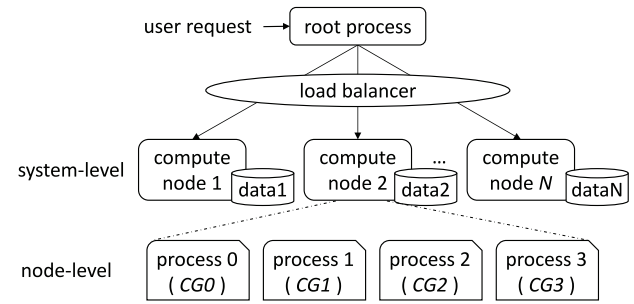 user request
root process
load balancer
system-level
compute
node 1
data1
compute
node 2
data2
...
compute
node N
dataN
node-level
process 0
( CG0 )
process 1
( CG1 )
process 2
( CG2 )
process 3
( CG3 )